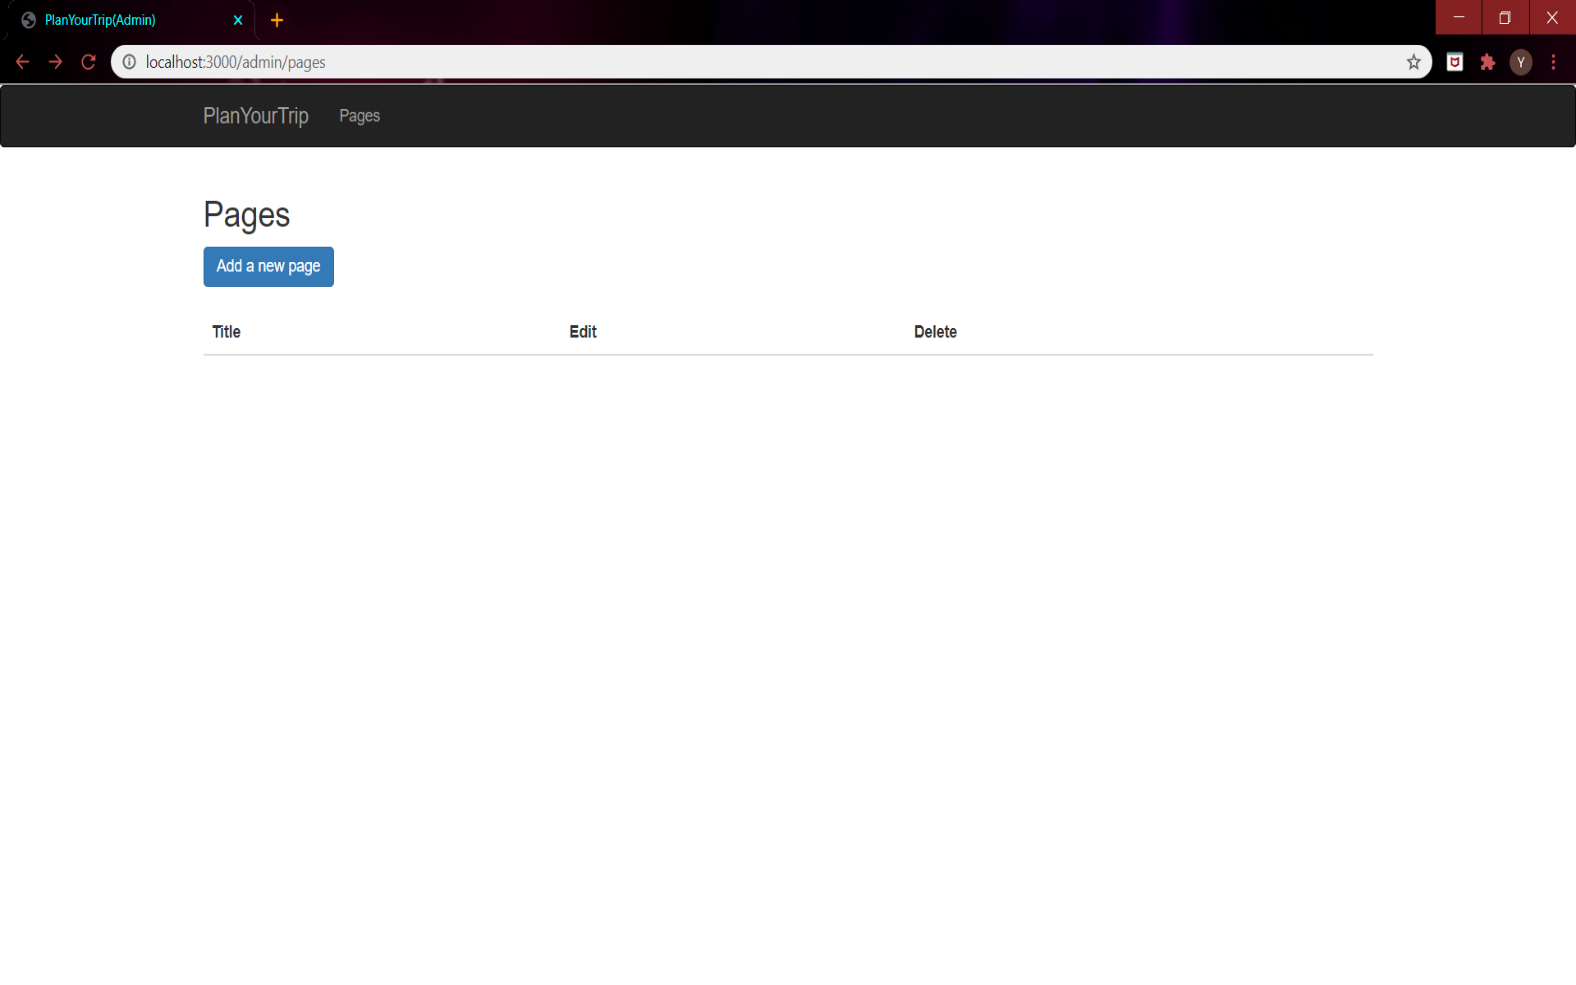 PlanYourTrip(Admin)
localhost:3000/admin/pages
Y
PlanYourTrip Pages
Pages
Add a new page
Title Edit Delete